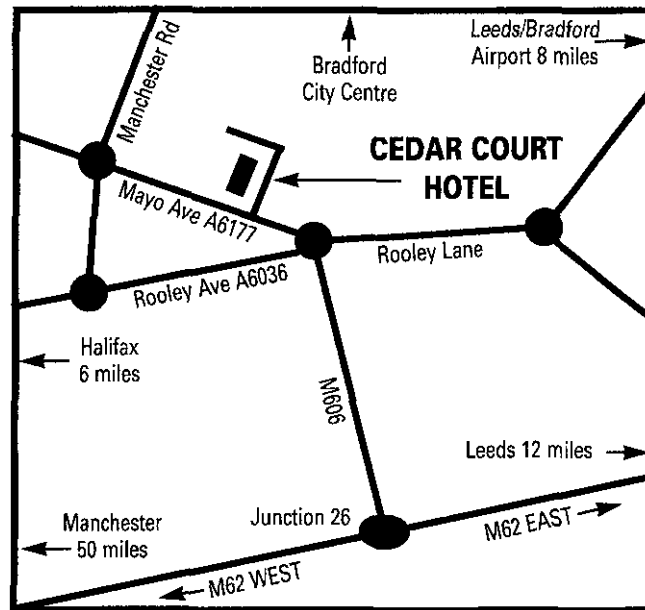 Manchester Rd
Bradford
City Centre
Leeds/Bradford
Airport 8 miles
CEDAR COURT
HOTEL
Mayo Ave A6177
Rooley Lane
Rooley Ave A6036
Halifax
6 miles
M606
Leeds 12 miles
Junction 26
M62 EAST
Manchester
50 miles
M62 WEST